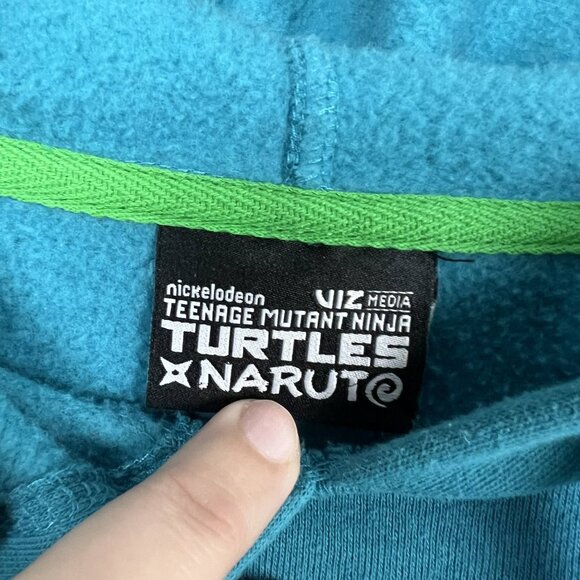 nickelodeon VIZ MEDIA
TEENAGE MUTANT NINJA
TURTLES
X NARUTO